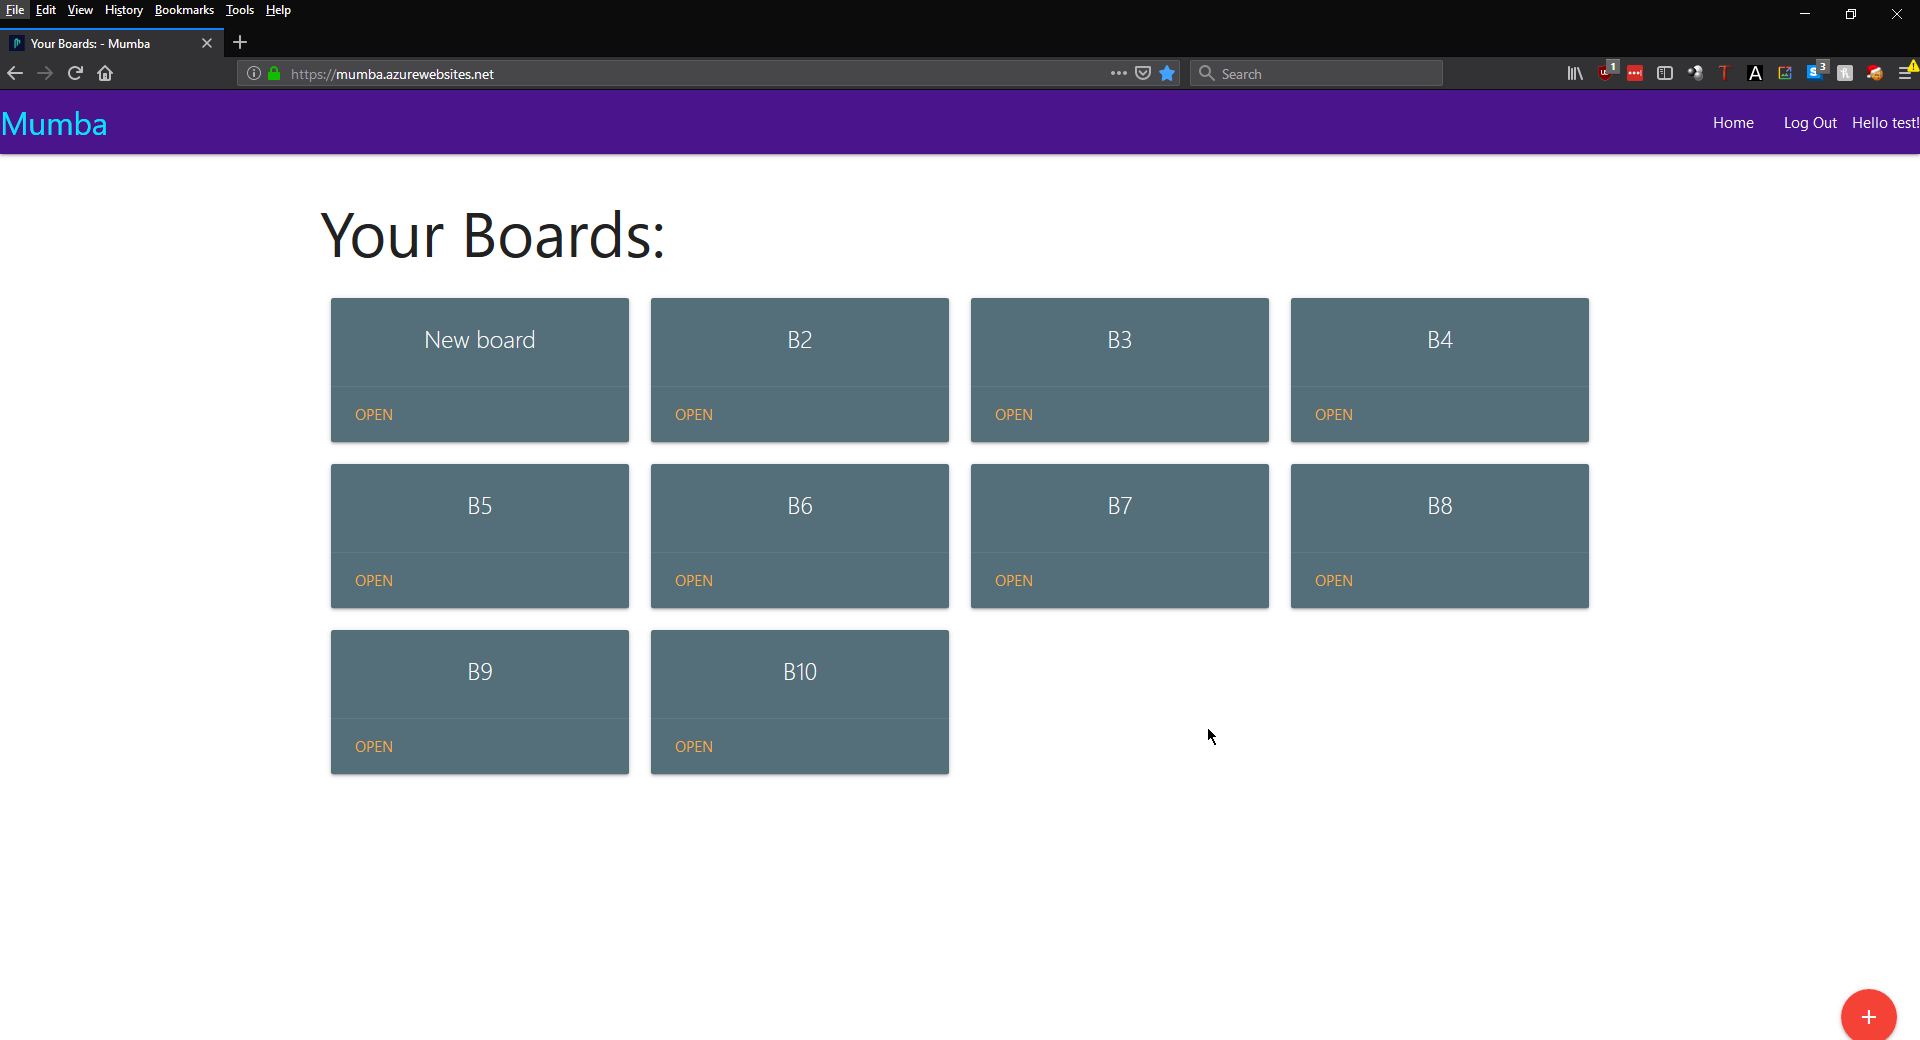 File Edit View History Bookmarks Tools Help
Your Boards: - Mumba
https://mumba.azurewebsites.net
Search
1
3
Mumba
Home Log Out Hello test!
Your Boards:
New board B2 B3 B4
OPEN OPEN OPEN OPEN
B5 B6 B7 B8
OPEN OPEN OPEN OPEN
B9 B10
OPEN OPEN